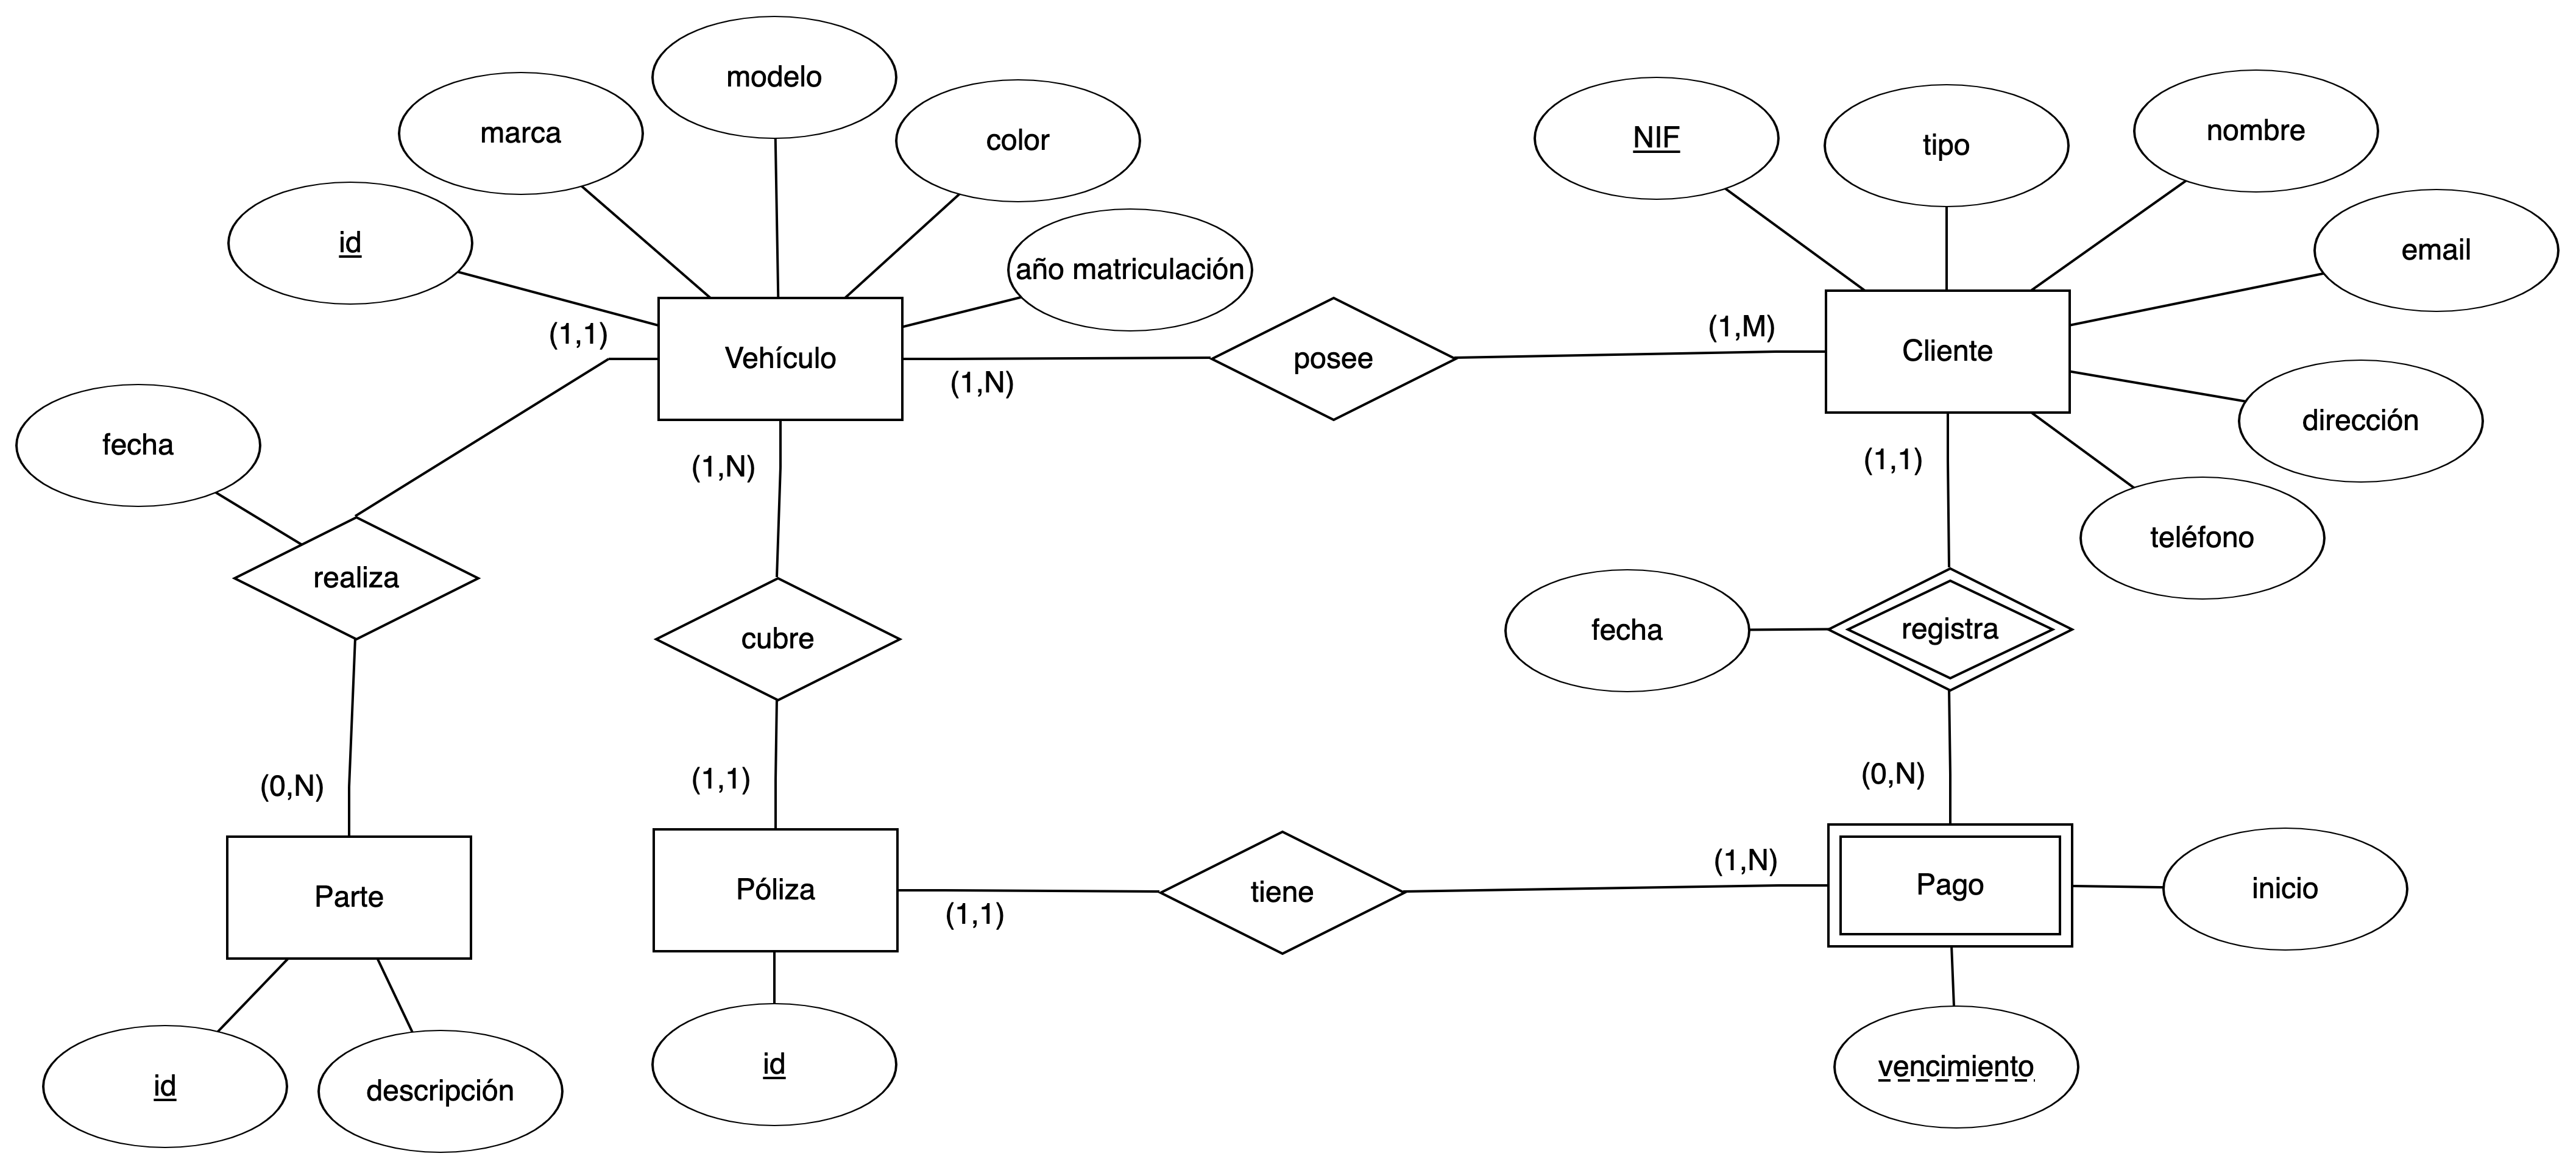 modelo
marca
color
NIF
tipo
nombre
id
año matriculación
email
(1,1)
Vehículo
(1,N)
posee
(1,M)
Cliente
dirección
fecha
(1,N)
(1,1)
teléfono
realiza
cubre
fecha
registra
(0,N)
(1,1)
(0,N)
Parte
Póliza
(1,1)
tiene
(1,N)
Pago
inicio
id
descripción
id
vencimiento